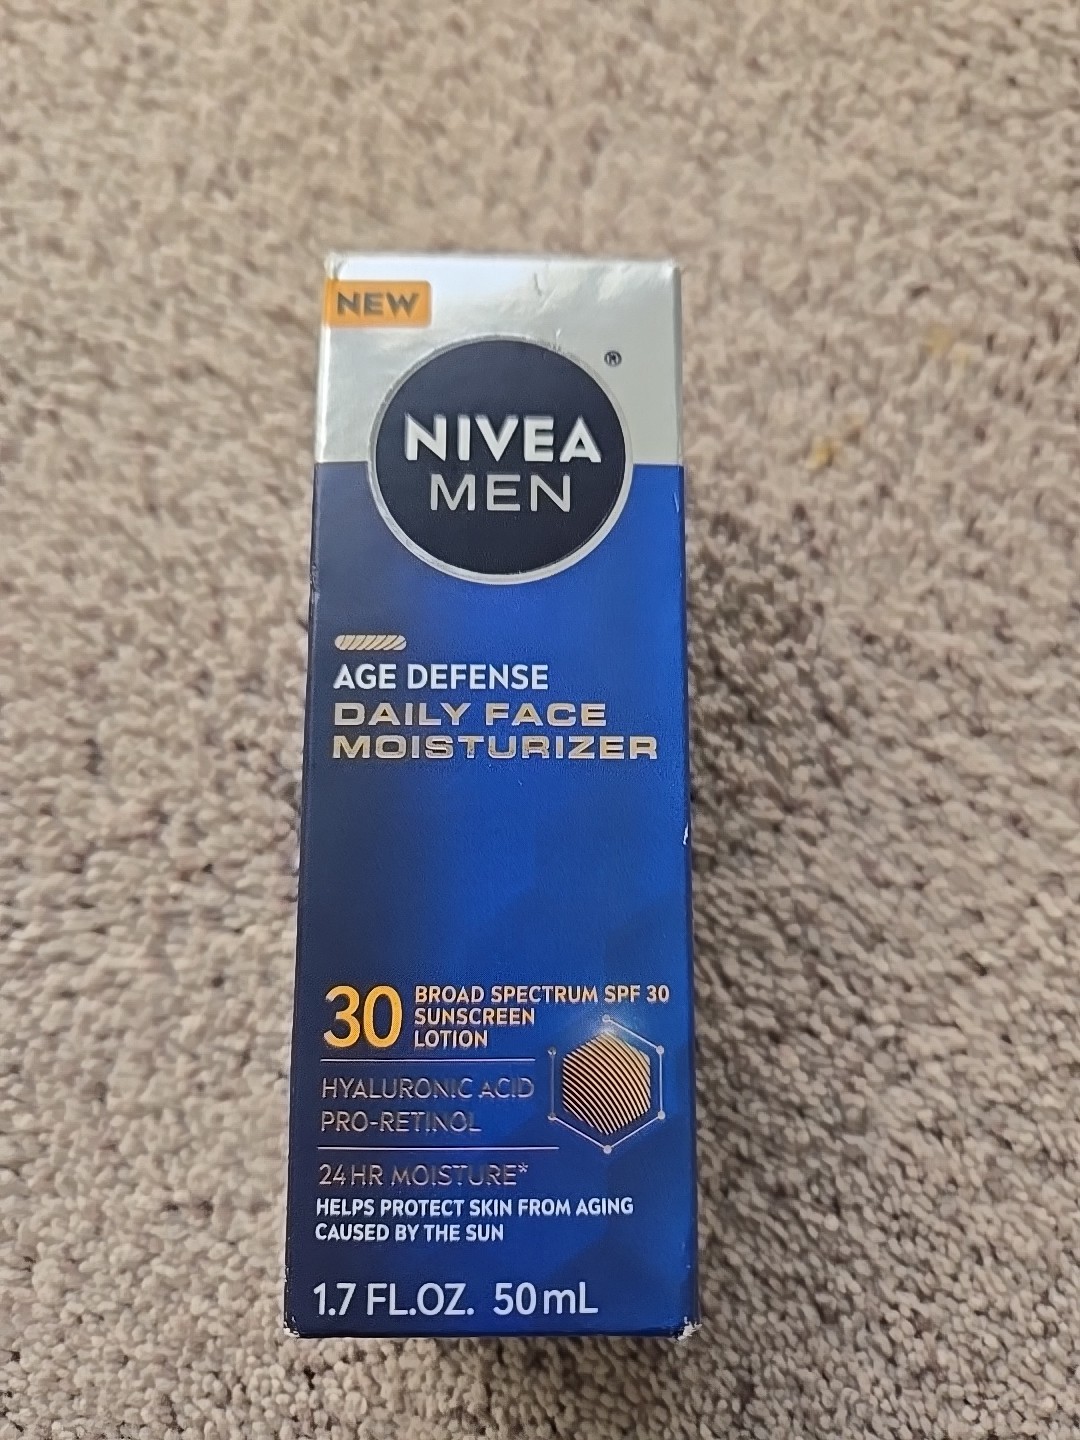 NEW
®
NIVEA
MEN
AGE DEFENSE
DAILY FACE
MOISTURIZER
30
BROAD SPECTRUM SPF 30
SUNSCREEN
LOTION
HYALURONIC ACID
PRO-RETINOL
24HR MOISTURE*
HELPS PROTECT SKIN FROM AGING
CAUSED BY THE SUN
1.7 FL.OZ. 50mL